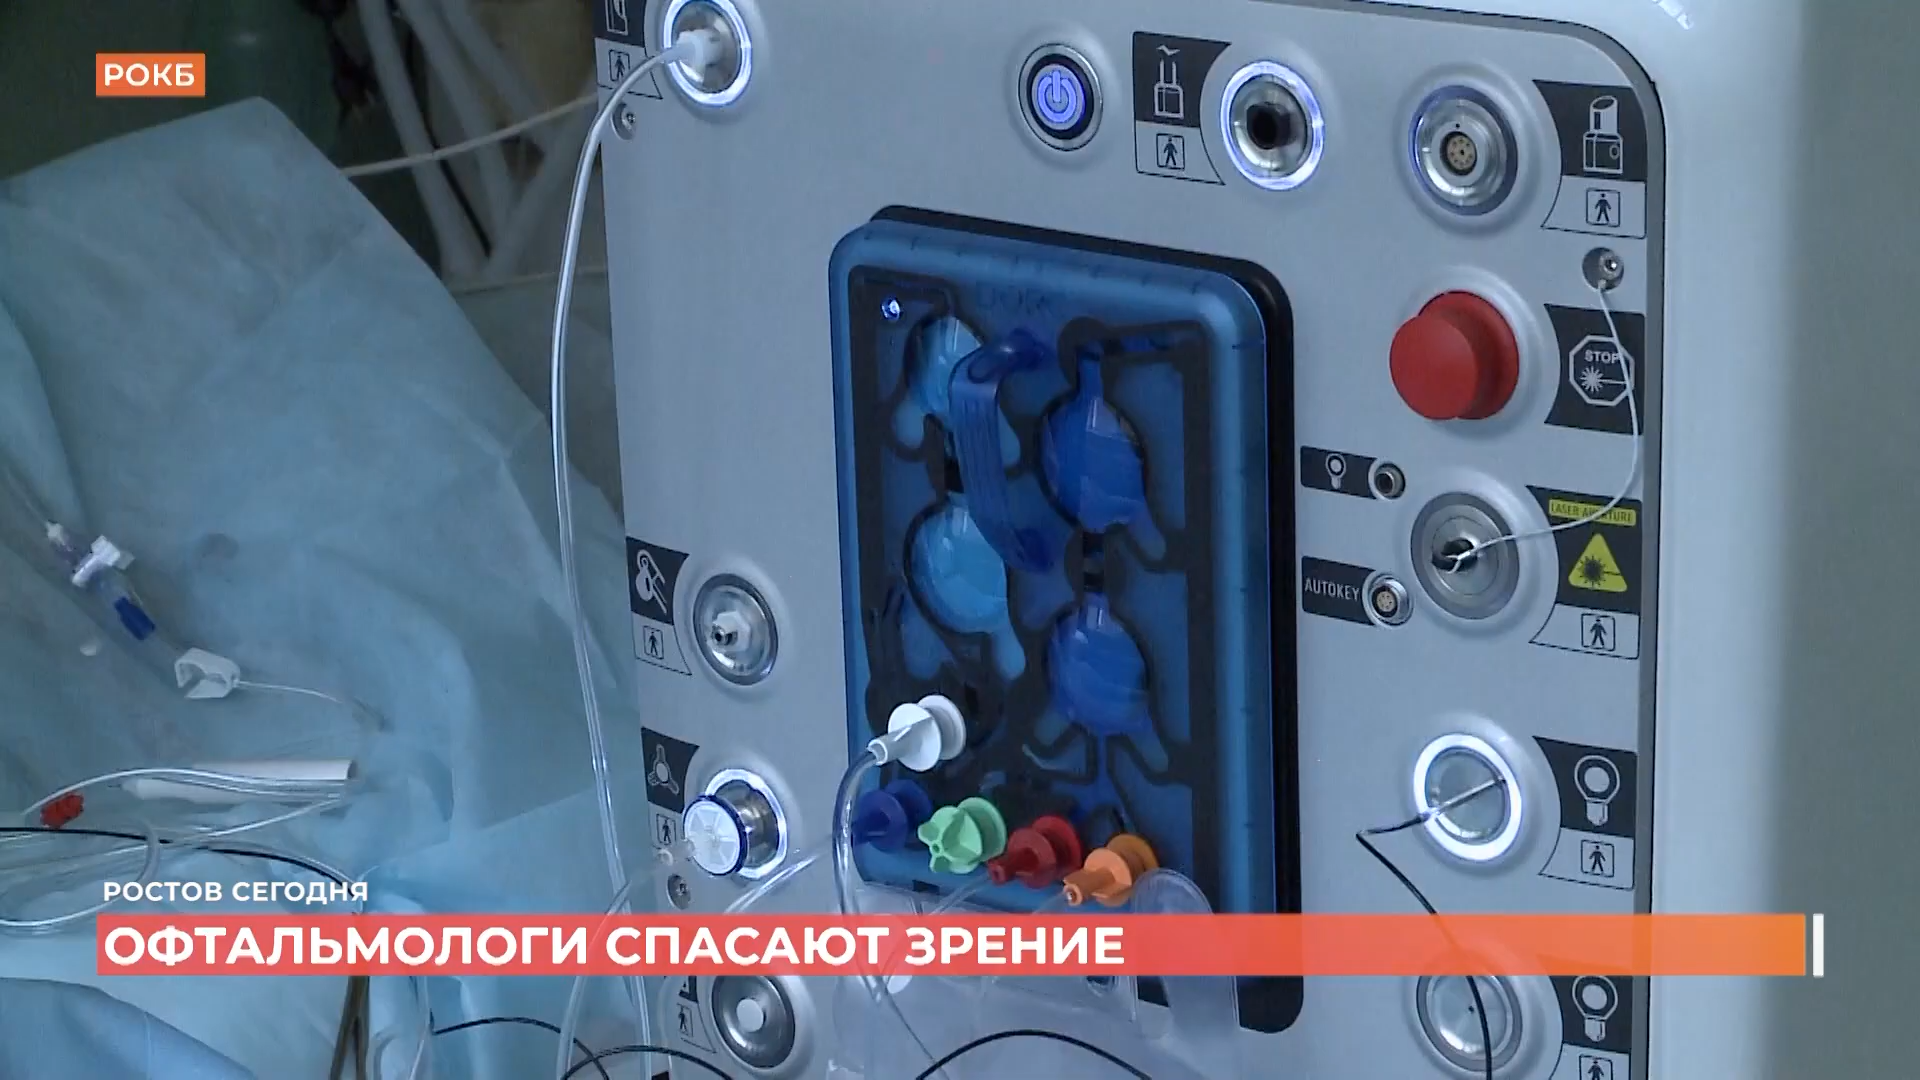 РОКБ
STOP
LASER APERTURE
AUTOKEY
РОСТОВ СЕГОДНЯ
ОФТАЛЬМОЛОГИ СПАСАЮТ ЗРЕНИЕ